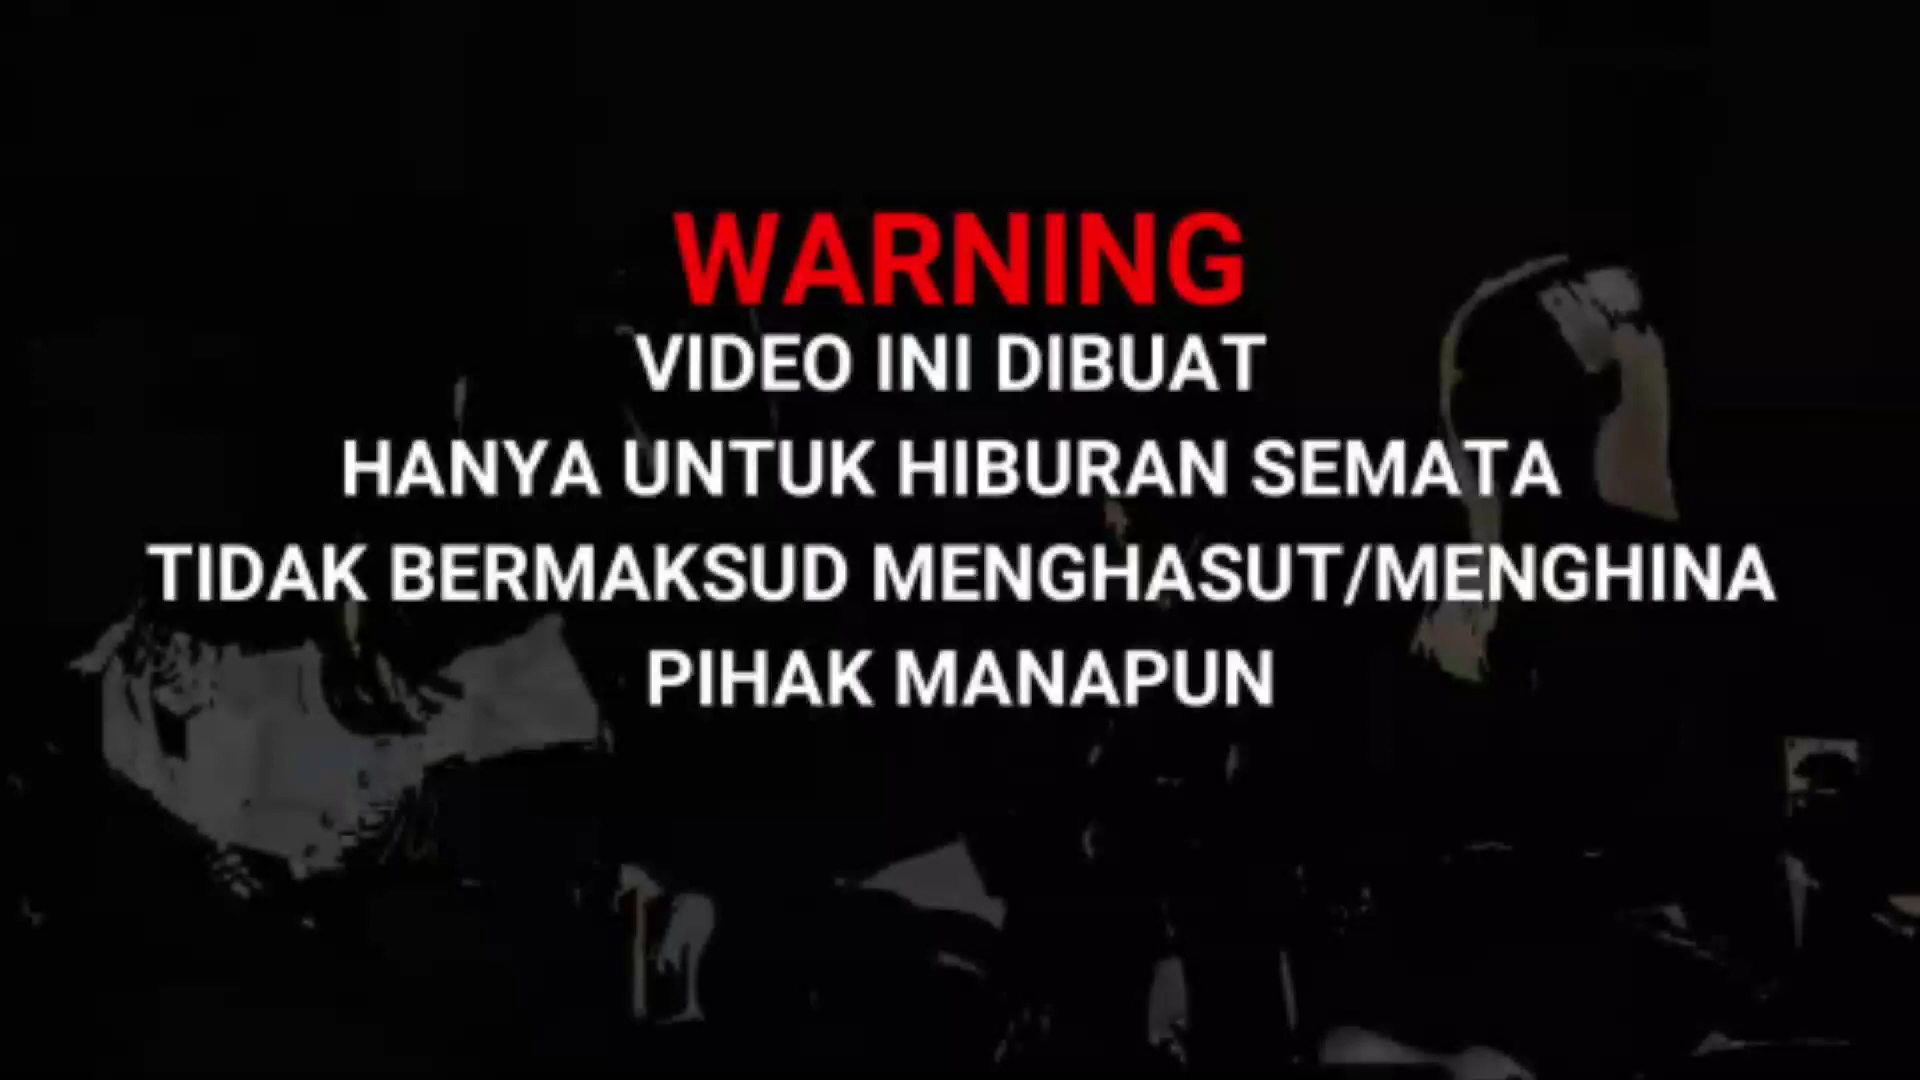 WARNING
VIDEO INI DIBUAT
HANYA UNTUK HIBURAN SEMATA
TIDAK BERMAKSUD MENGHASUT/MENGHINA
PIHAK MANAPUN